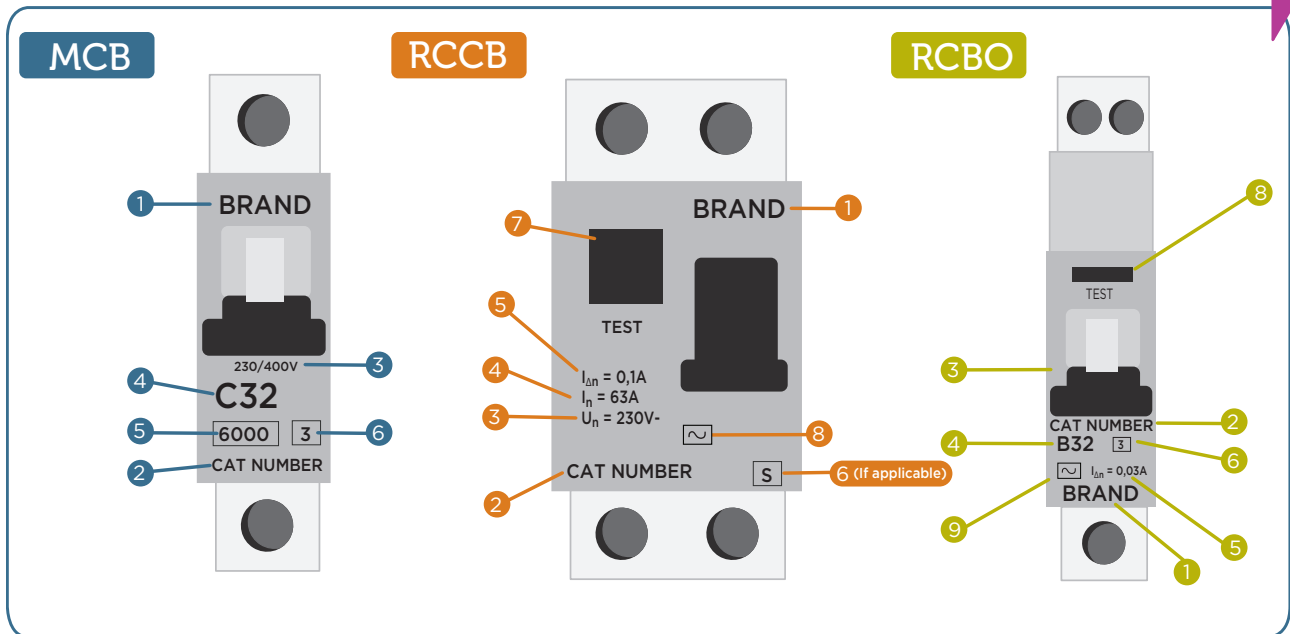 MCB
1
BRAND
230/400V
3
4
C32
5
6000
3
6
2
CAT NUMBER
RCCB
BRAND
1
7
TEST
5
I∆n = 0,1A
4
In = 63A
3
Un = 230V-
8
CAT NUMBER
S
6 (If applicable)
2
RCBO
8
TEST
3
CAT NUMBER
2
4
B32
3
6
I∆n = 0,03A
BRAND
9
5
1